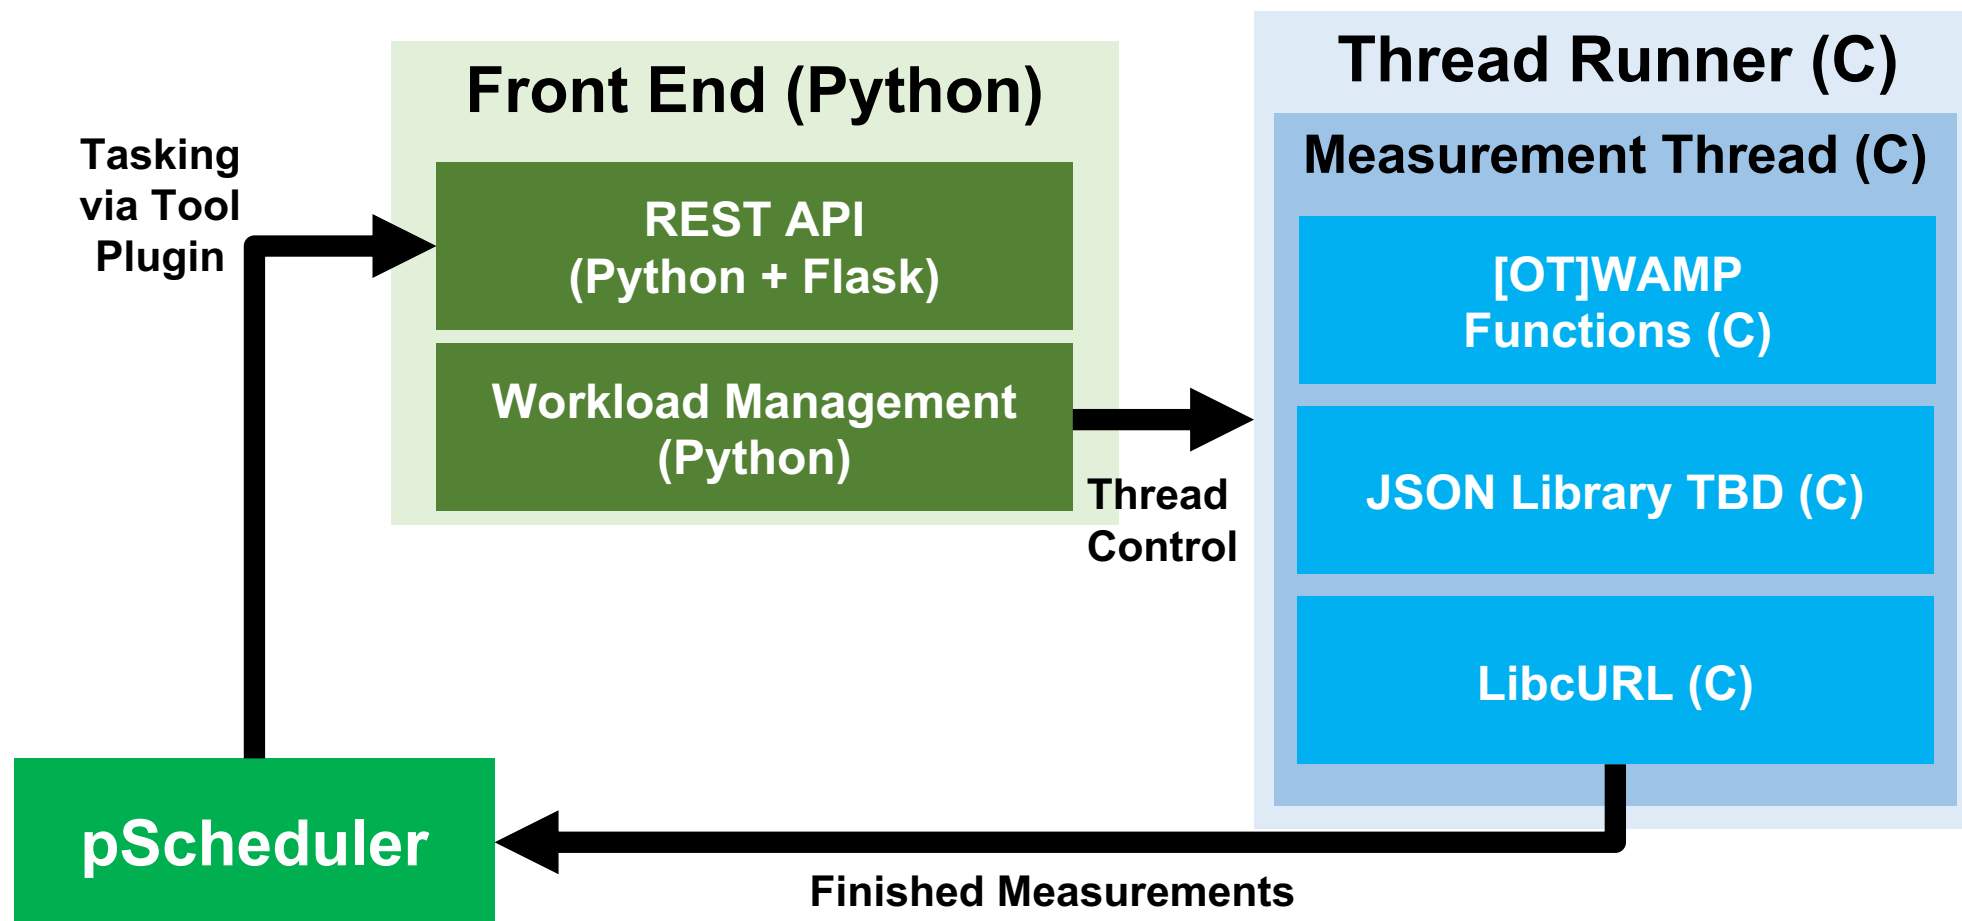 Thread Runner (C)
Front End (Python)
Measurement Thread (C)
Tasking
via Tool
Plugin
REST API
(Python + Flask)
[OT]WAMP
Functions (C)
Workload Management
(Python)
Thread
Control
JSON Library TBD (C)
LibcURL (C)
pScheduler
Finished Measurements